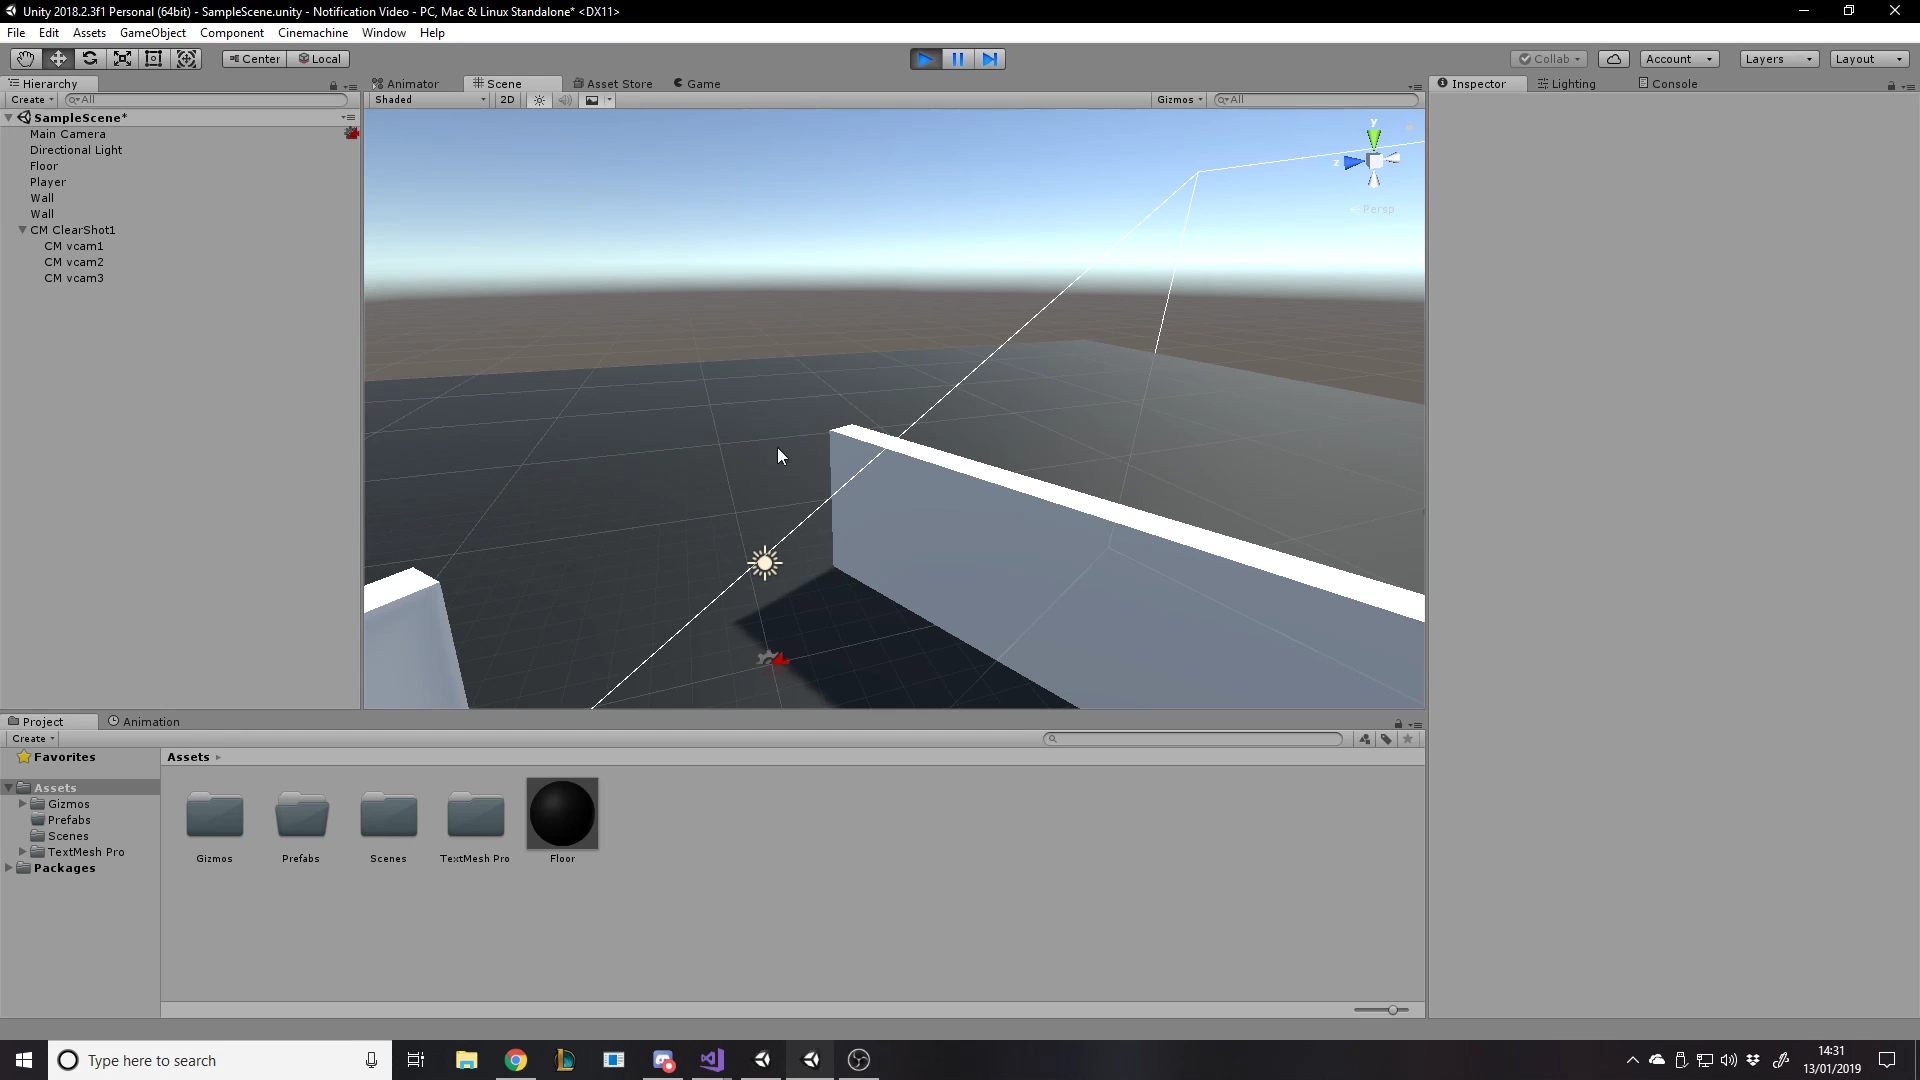 Unity 2018.2.3f1 Personal (64bit) - SampleScene.unity - Notification Video - PC, Mac & Linux Standalone* <DX11>
File Edit Assets GameObject Component Cinemachine Window Help
Center Local Collab Account Layers Layout
Hierarchy Animator Scene Asset Store Game Inspector Lighting Console
Create All Shaded 2D Gizmos All
SampleScene*
Main Camera
Directional Light
Floor
Player
Wall
Wall
CM ClearShot1
CM vcam1
CM vcam2
CM vcam3
y
z
Persp
Project Animation
Create
Favorites
Assets
Assets
Gizmos
Prefabs
Scenes
TextMesh Pro
Packages
Gizmos Prefabs Scenes TextMesh Pro Floor
Type here to search
14:31
13/01/2019